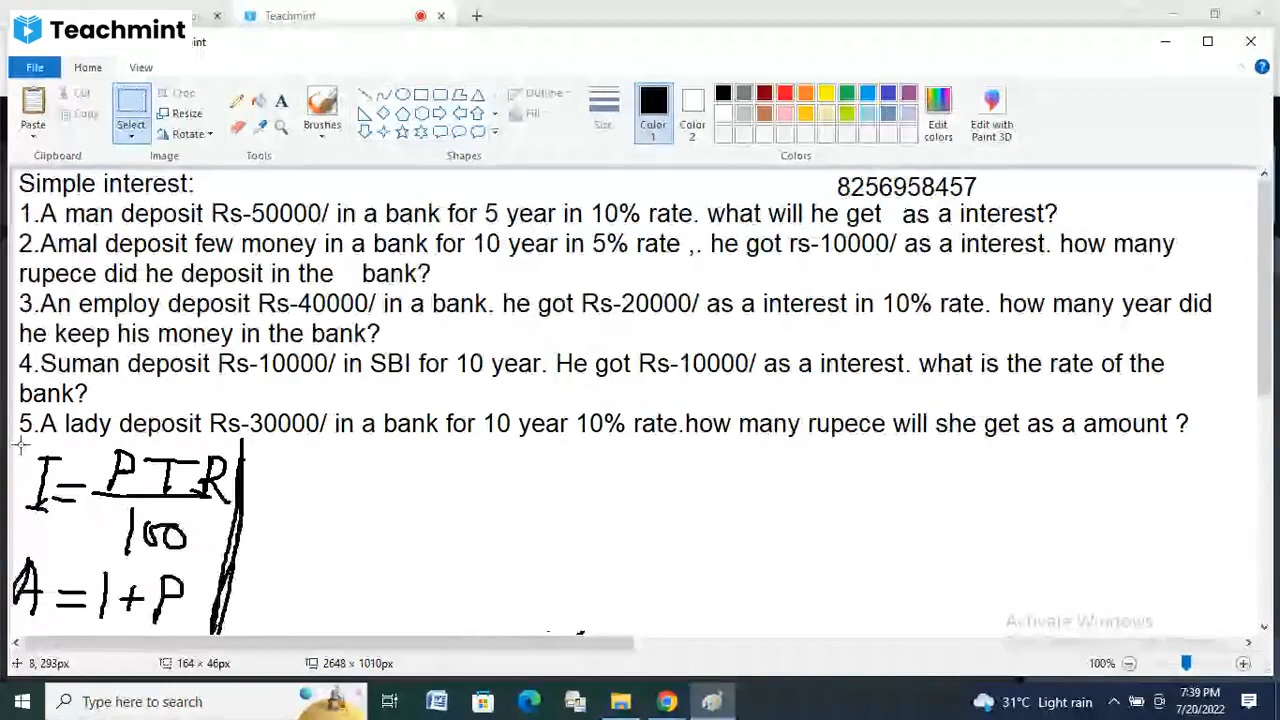 Teachmint
Teachmint
int
File Home View
Cut
Copy
Paste
Clipboard
Select
Crop
Resize
Rotate
Image
A
Tools
Brushes
Shapes
Outline
Fill
Size
Color
1
Color
2
Colors
Edit
colors
Edit with
Paint 3D
Simple interest: 8256958457
1.A man deposit Rs-50000/ in a bank for 5 year in 10% rate. what will he get as a interest?
2.Amal deposit few money in a bank for 10 year in 5% rate ,. he got rs-10000/ as a interest. how many
rupece did he deposit in the bank?
3.An employ deposit Rs-40000/ in a bank. he got Rs-20000/ as a interest in 10% rate. how many year did
he keep his money in the bank?
4.Suman deposit Rs-10000/ in SBI for 10 year. He got Rs-10000/ as a interest. what is the rate of the
bank?
5.A lady deposit Rs-30000/ in a bank for 10 year 10% rate.how many rupece will she get as a amount ?
I = PTR
100
A = I + P
Activate Windows
8, 293px 164 × 46px 2648 × 1010px 100%
Type here to search
31°C Light rain
7:39 PM
7/20/2022